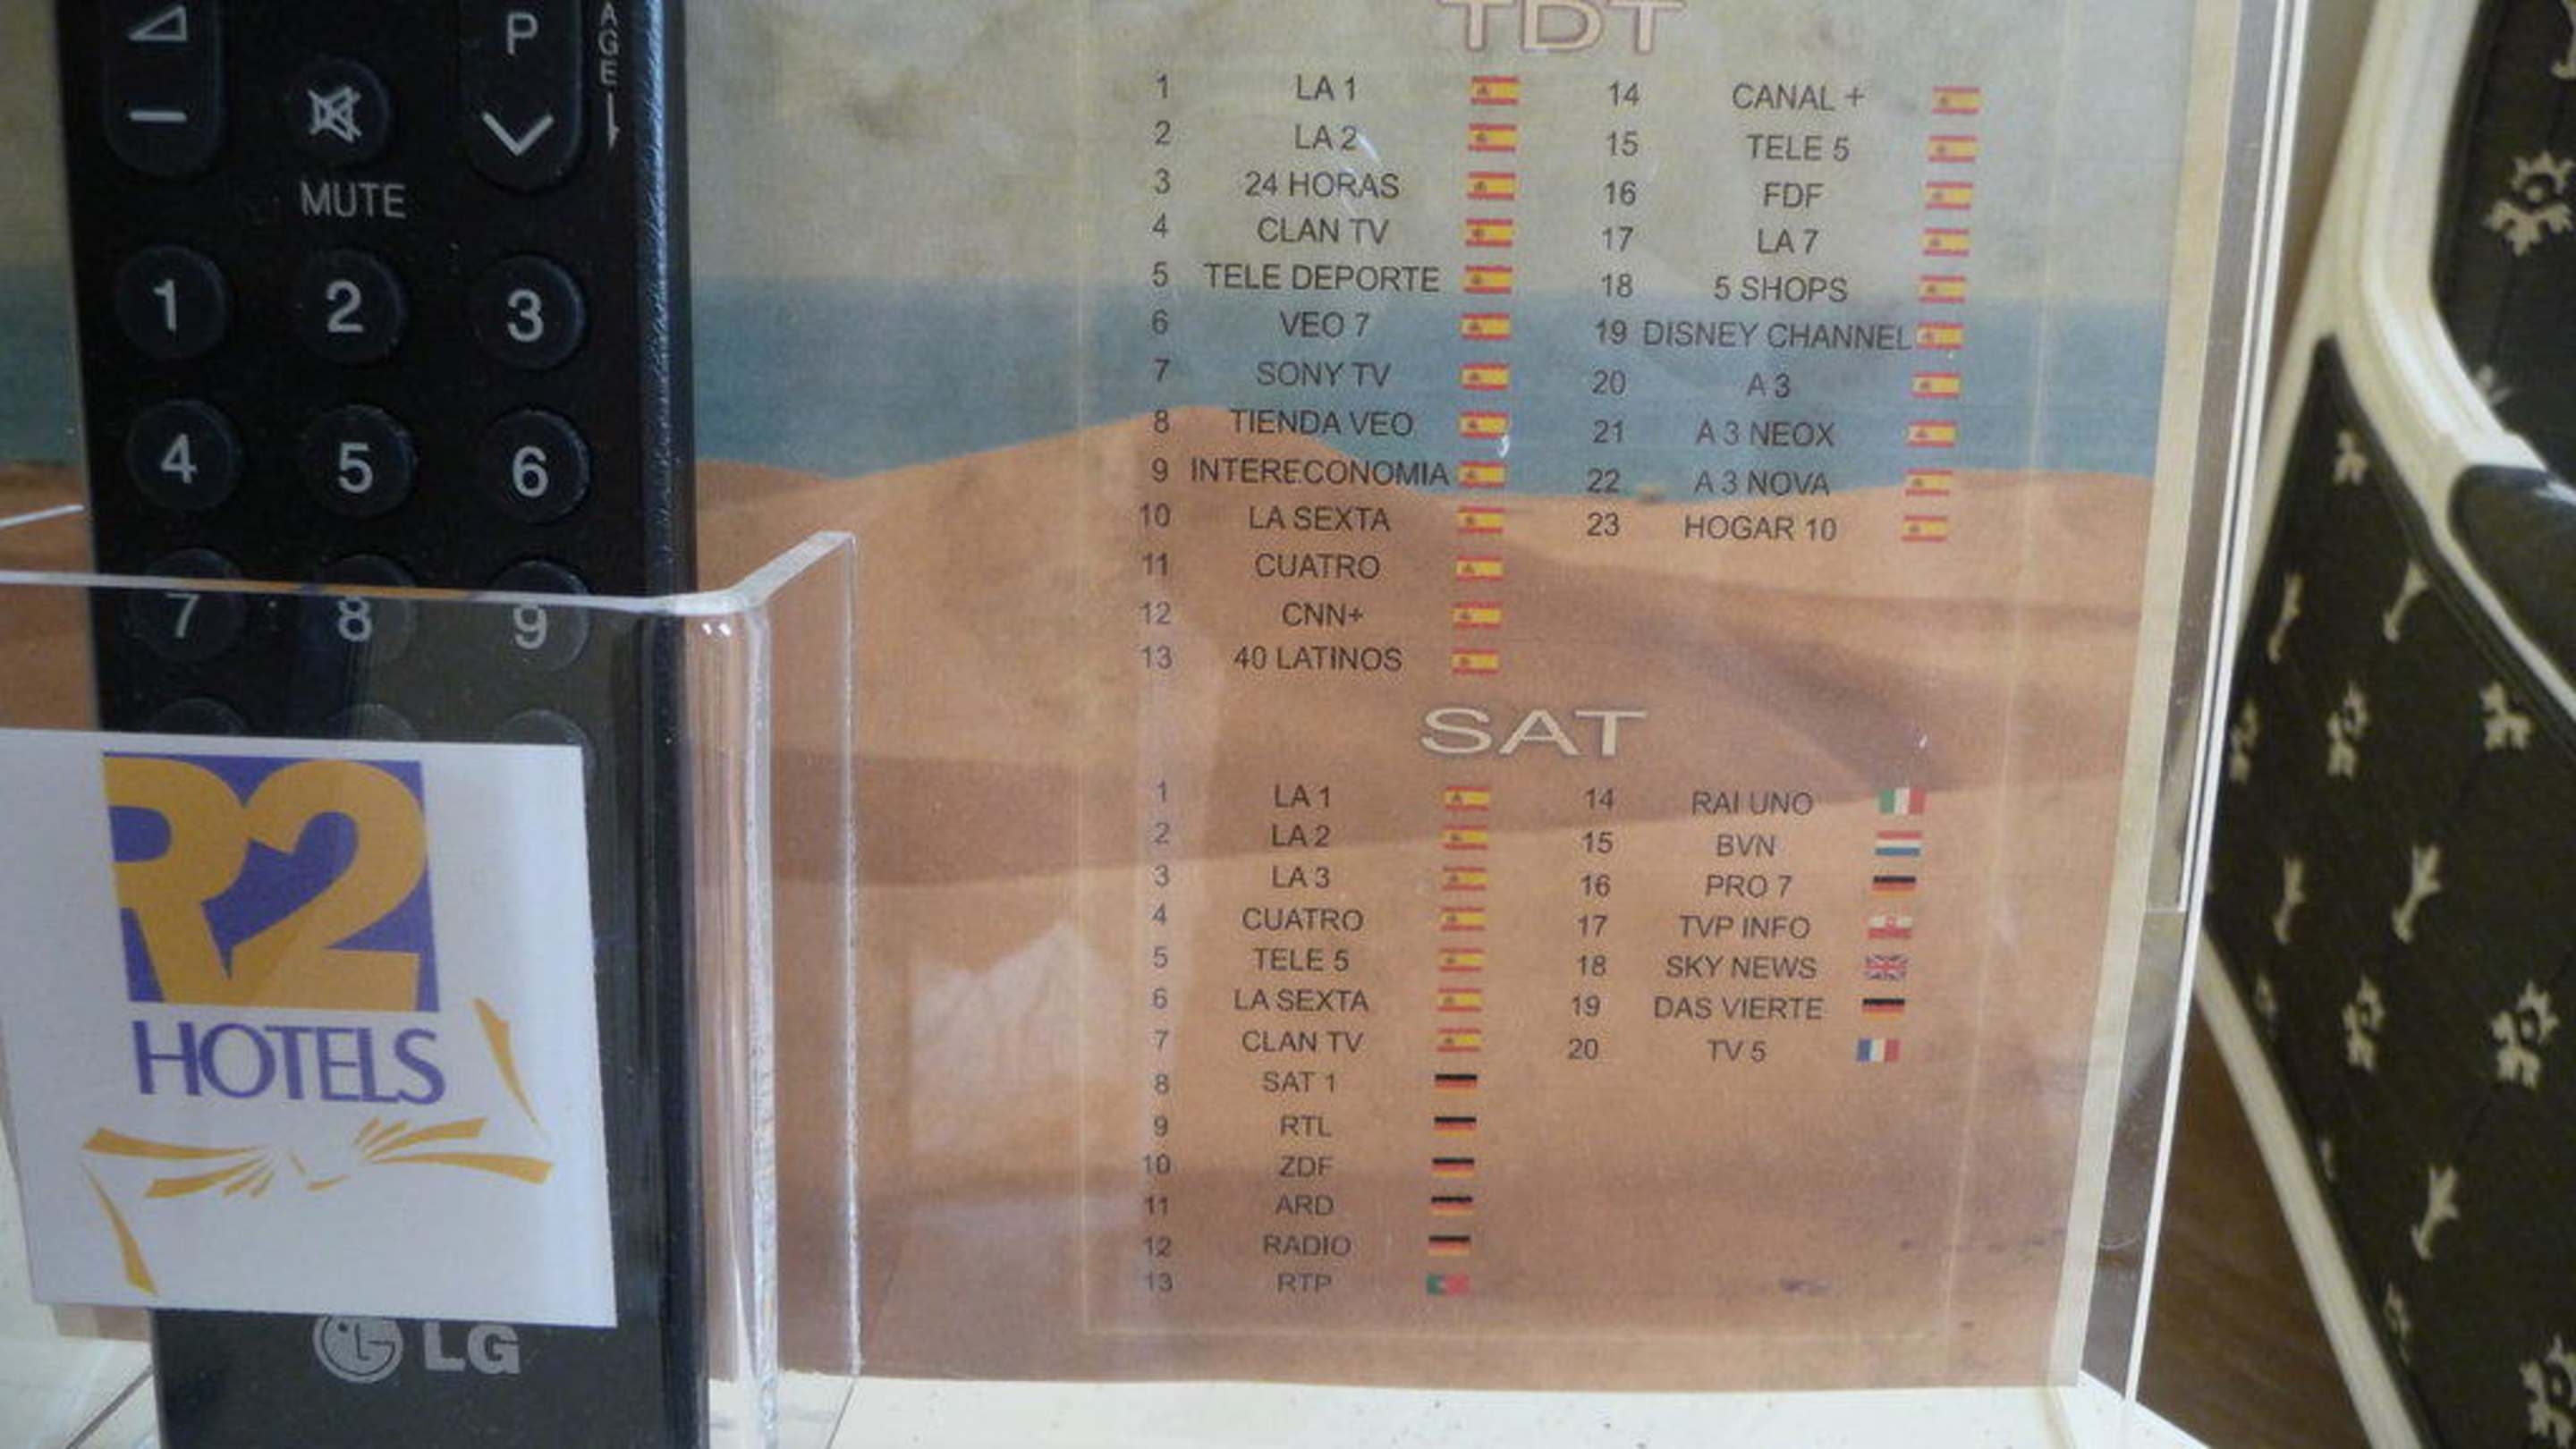 P
AGE
MUTE
1 2 3
4 5 6
7 8 9
R2
HOTELS
LG
TDT
1 LA 1
2 LA 2
3 24 HORAS
4 CLAN TV
5 TELE DEPORTE
6 VEO 7
7 SONY TV
8 TIENDA VEO
9 INTERECONOMIA
10 LA SEXTA
11 CUATRO
12 CNN+
13 40 LATINOS
14 CANAL +
15 TELE 5
16 FDF
17 LA 7
18 5 SHOPS
19 DISNEY CHANNEL
20 A 3
21 A 3 NEOX
22 A 3 NOVA
23 HOGAR 10
SAT
1 LA 1
2 LA 2
3 LA 3
4 CUATRO
5 TELE 5
6 LA SEXTA
7 CLAN TV
8 SAT 1
9 RTL
10 ZDF
11 ARD
12 RADIO
13 RTP
14 RAI UNO
15 BVN
16 PRO 7
17 TVP INFO
18 SKY NEWS
19 DAS VIERTE
20 TV 5